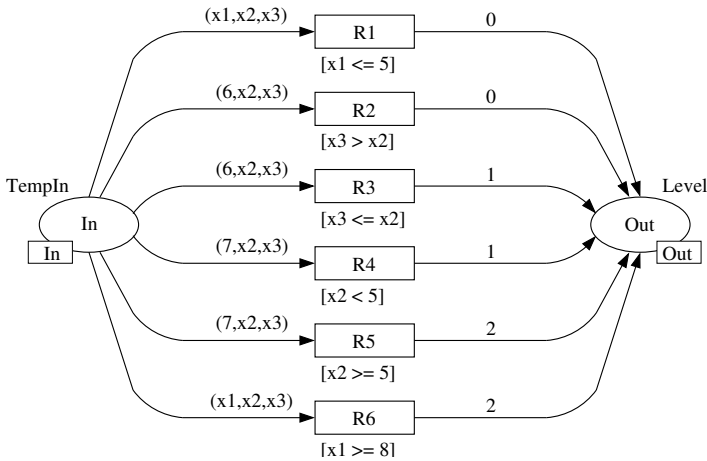 (x1,x2,x3)
R1
0
[x1 <= 5]
(6,x2,x3)
R2
0
[x3 > x2]
(6,x2,x3)
R3
1
[x3 <= x2]
TempIn
In
In
Level
Out
Out
(7,x2,x3)
R4
1
[x2 < 5]
(7,x2,x3)
R5
2
[x2 >= 5]
(x1,x2,x3)
R6
2
[x1 >= 8]